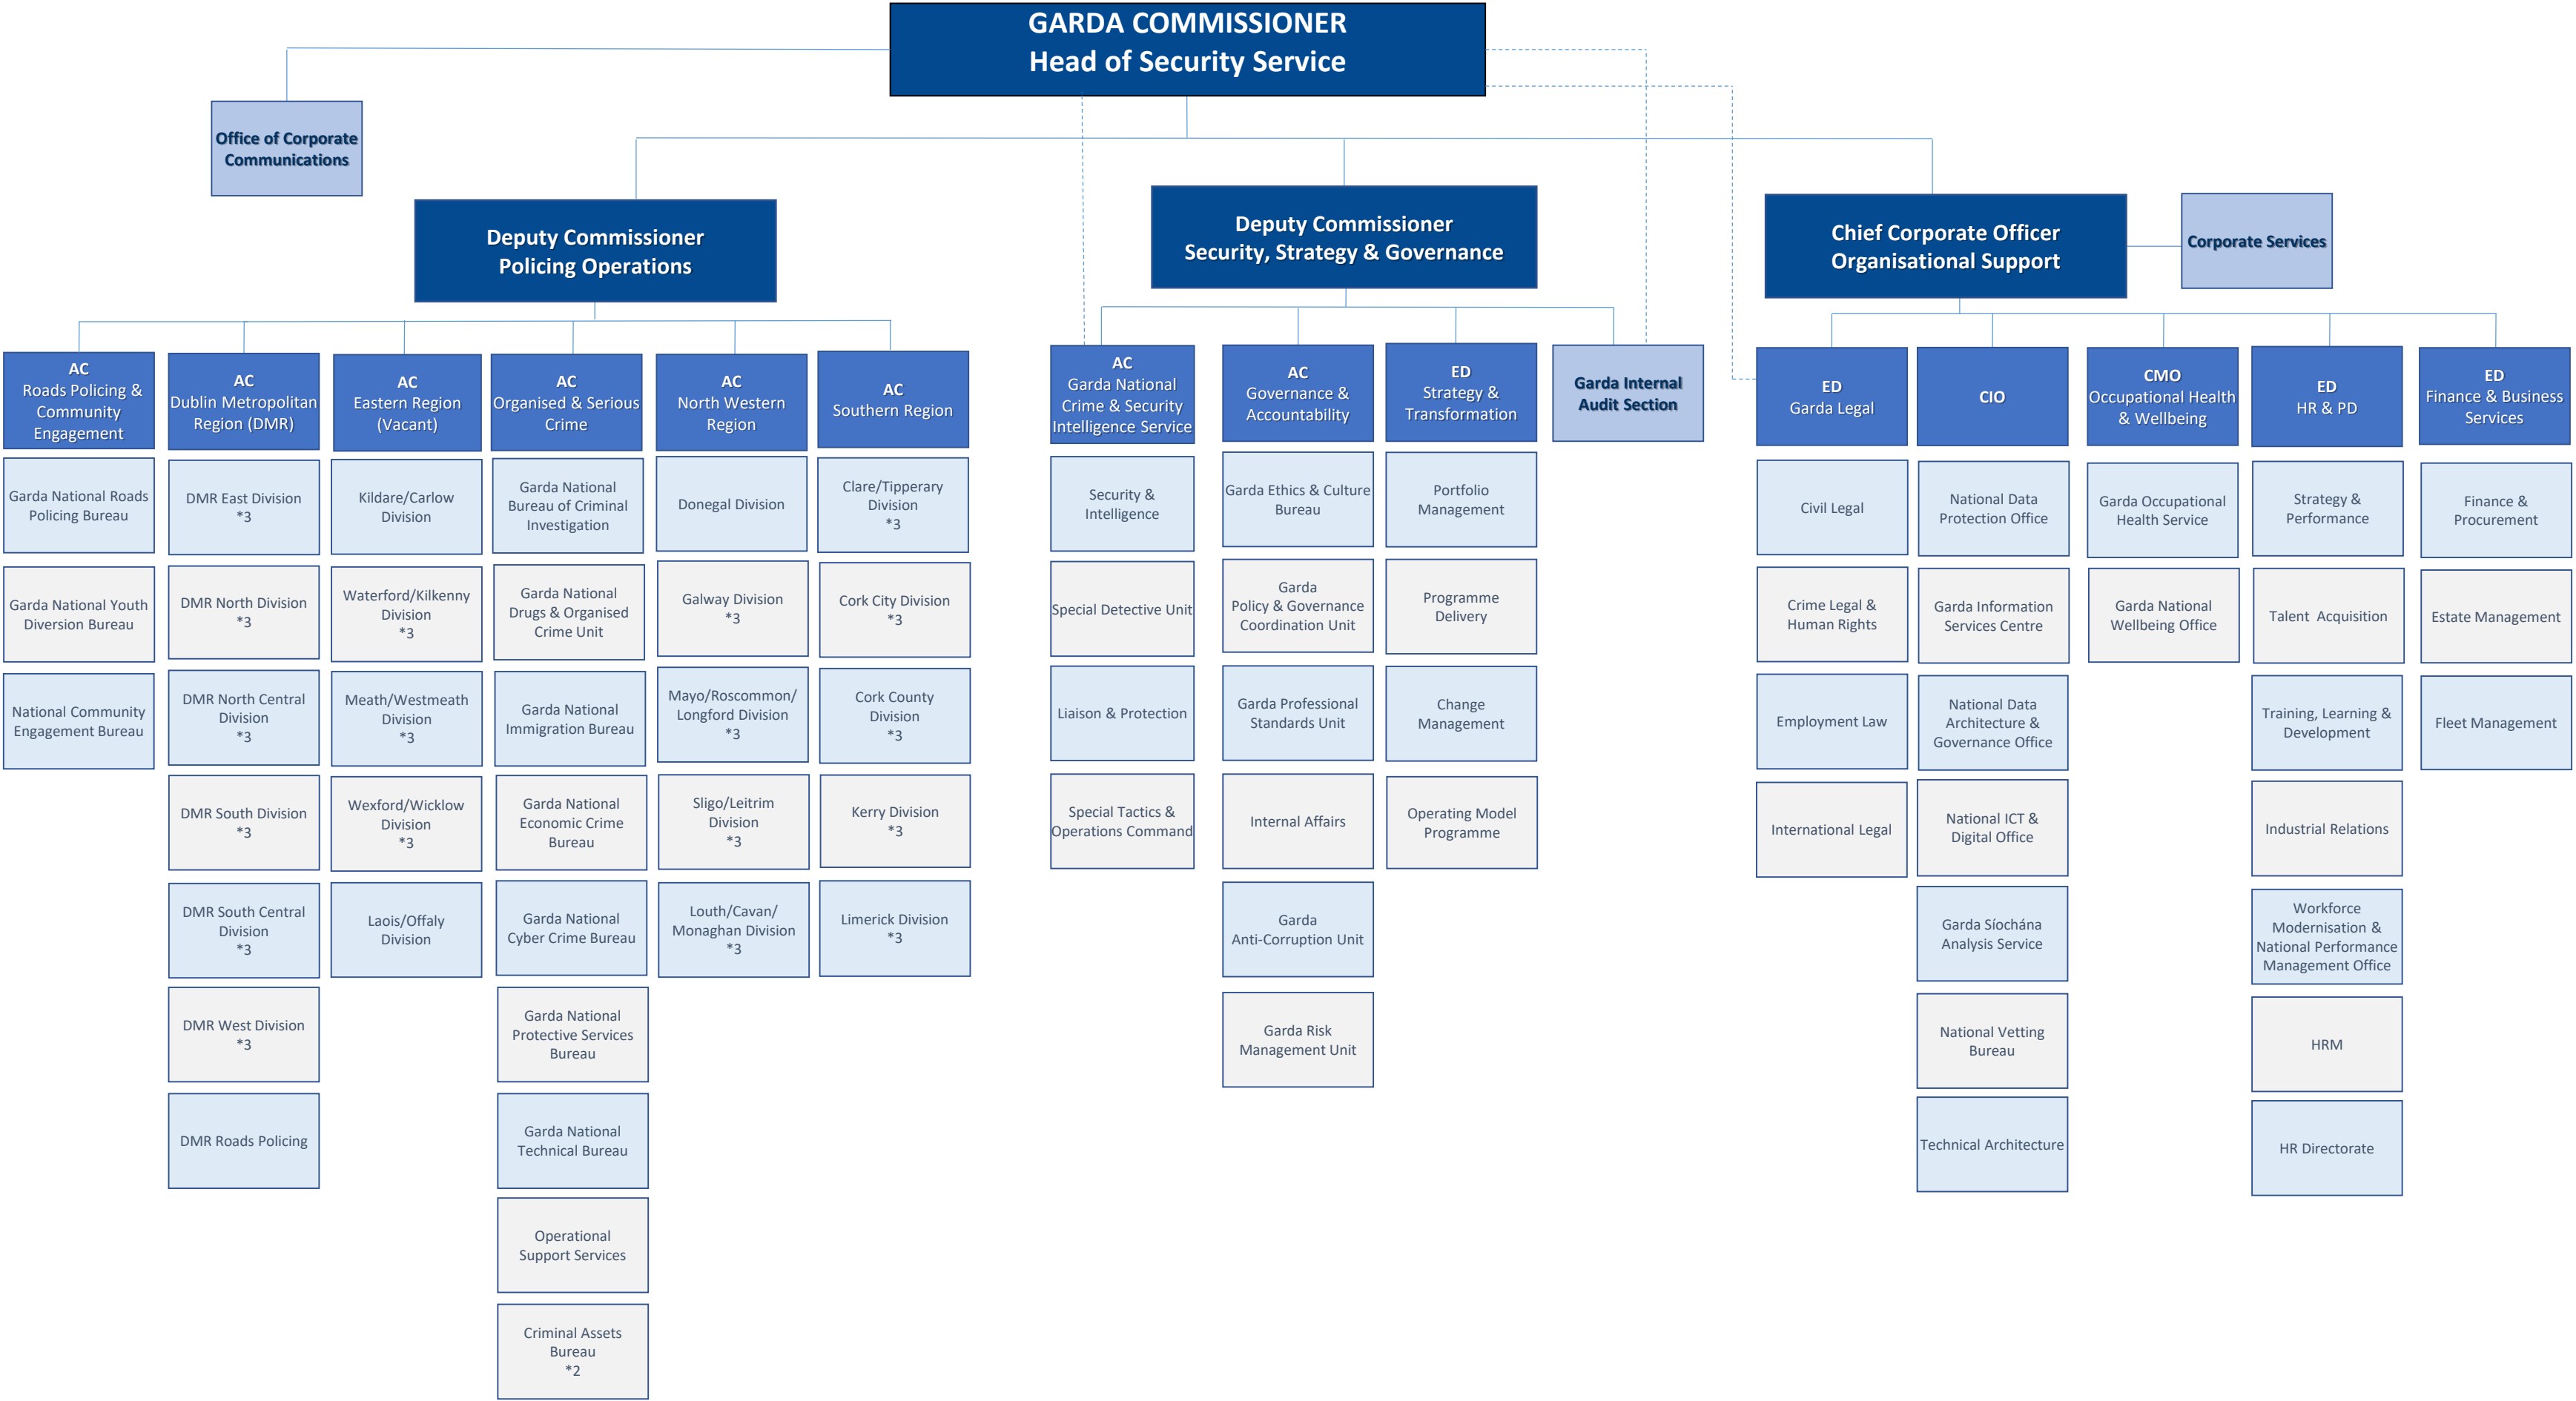 GARDA COMMISSIONER
Head of Security Service
Office of Corporate
Communications
Deputy Commissioner
Policing Operations
Deputy Commissioner
Security, Strategy & Governance
Chief Corporate Officer
Organisational Support
Corporate Services
AC
Roads Policing &
Community
Engagement
Garda National Roads
Policing Bureau
Garda National Youth
Diversion Bureau
National Community
Engagement Bureau
AC
Dublin Metropolitan
Region (DMR)
DMR East Division
*3
DMR North Division
*3
DMR North Central
Division
*3
DMR South Division
*3
DMR South Central
Division
*3
DMR West Division
*3
DMR Roads Policing
AC
Eastern Region
(Vacant)
Kildare/Carlow
Division
Waterford/Kilkenny
Division
*3
Meath/Westmeath
Division
*3
Wexford/Wicklow
Division
*3
Laois/Offaly
Division
AC
Organised & Serious
Crime
Garda National
Bureau of Criminal
Investigation
Garda National
Drugs & Organised
Crime Unit
Garda National
Immigration Bureau
Garda National
Economic Crime
Bureau
Garda National
Cyber Crime Bureau
Garda National
Protective Services
Bureau
Garda National
Technical Bureau
Operational
Support Services
Criminal Assets
Bureau
*2
AC
North Western
Region
Donegal Division
Galway Division
*3
Mayo/Roscommon/
Longford Division
*3
Sligo/Leitrim
Division
*3
Louth/Cavan/
Monaghan Division
*3
AC
Southern Region
Clare/Tipperary
Division
*3
Cork City Division
*3
Cork County
Division
*3
Kerry Division
*3
Limerick Division
*3
AC
Garda National
Crime & Security
Intelligence Service
Security &
Intelligence
Special Detective Unit
Liaison & Protection
Special Tactics &
Operations Command
AC
Governance &
Accountability
Garda Ethics & Culture
Bureau
Garda
Policy & Governance
Coordination Unit
Garda Professional
Standards Unit
Internal Affairs
Garda
Anti-Corruption Unit
Garda Risk
Management Unit
ED
Strategy &
Transformation
Portfolio
Management
Programme
Delivery
Change
Management
Operating Model
Programme
Garda Internal
Audit Section
ED
Garda Legal
Civil Legal
Crime Legal &
Human Rights
Employment Law
International Legal
CIO
National Data
Protection Office
Garda Information
Services Centre
National Data
Architecture &
Governance Office
National ICT &
Digital Office
Garda Síochána
Analysis Service
National Vetting
Bureau
Technical Architecture
CMO
Occupational Health
& Wellbeing
Garda Occupational
Health Service
Garda National
Wellbeing Office
ED
HR & PD
Strategy &
Performance
Talent Acquisition
Training, Learning &
Development
Industrial Relations
Workforce
Modernisation &
National Performance
Management Office
HRM
HR Directorate
ED
Finance & Business
Services
Finance &
Procurement
Estate Management
Fleet Management